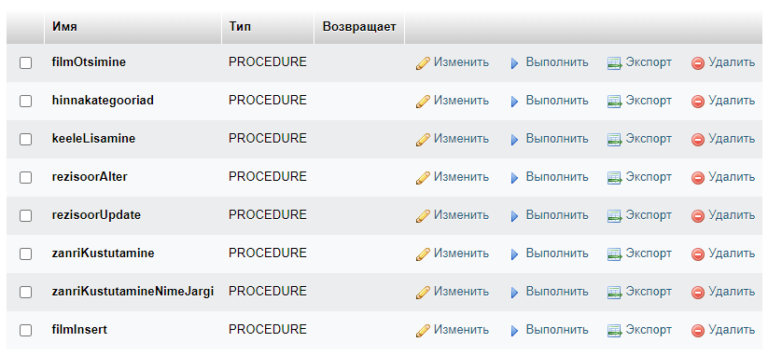 Имя Тип Возвращает
filmOtsimine PROCEDURE Изменить Выполнить Экспорт Удалить
hinnakategooriad PROCEDURE Изменить Выполнить Экспорт Удалить
keeleLisamine PROCEDURE Изменить Выполнить Экспорт Удалить
rezisoorAlter PROCEDURE Изменить Выполнить Экспорт Удалить
rezisoorUpdate PROCEDURE Изменить Выполнить Экспорт Удалить
zanriKustutamine PROCEDURE Изменить Выполнить Экспорт Удалить
zanriKustutamineNimeJargi PROCEDURE Изменить Выполнить Экспорт Удалить
filmInsert PROCEDURE Изменить Выполнить Экспорт Удалить